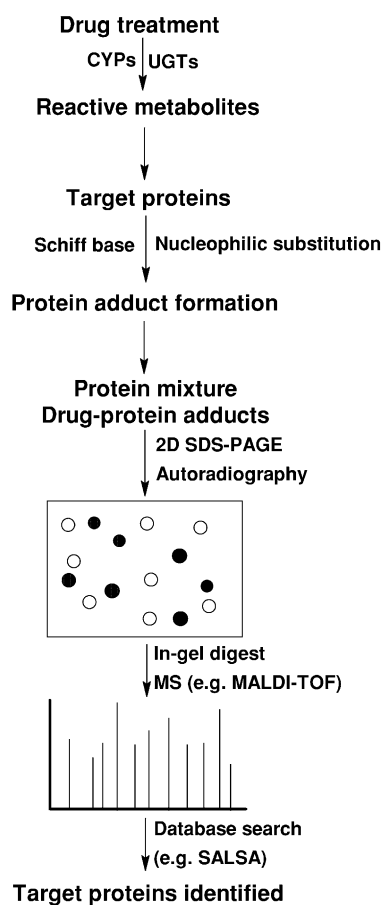 Drug treatment
CYPs UGTs
Reactive metabolites
Target proteins
Schiff base Nucleophilic substitution
Protein adduct formation
Protein mixture
Drug-protein adducts
2D SDS-PAGE
Autoradiography
In-gel digest
MS (e.g. MALDI-TOF)
Database search
(e.g. SALSA)
Target proteins identified